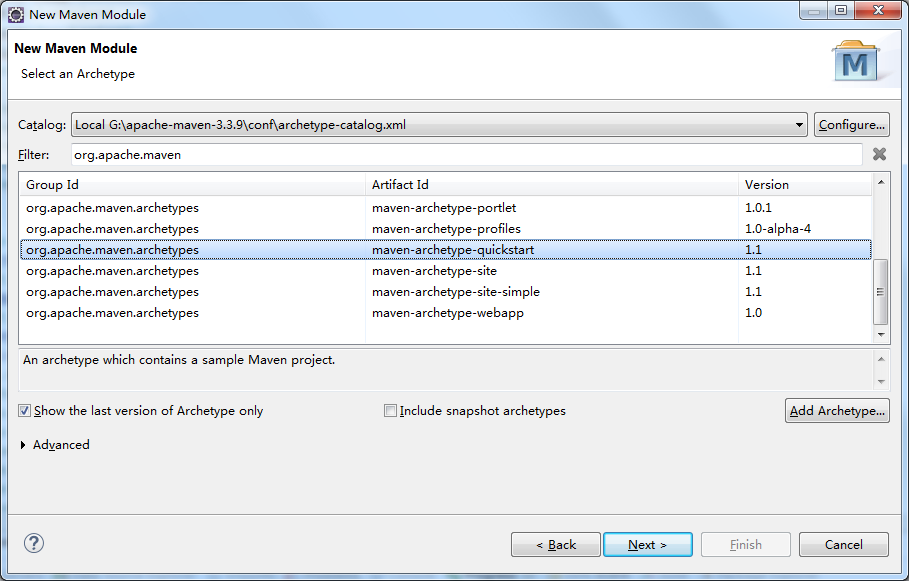 New Maven Module
New Maven Module
Select an Archetype
M
Catalog: Local G:\apache-maven-3.3.9\conf\archetype-catalog.xml Configure...
Filter: org.apache.maven
Group Id Artifact Id Version
org.apache.maven.archetypes maven-archetype-portlet 1.0.1
org.apache.maven.archetypes maven-archetype-profiles 1.0-alpha-4
org.apache.maven.archetypes maven-archetype-quickstart 1.1
org.apache.maven.archetypes maven-archetype-site 1.1
org.apache.maven.archetypes maven-archetype-site-simple 1.1
org.apache.maven.archetypes maven-archetype-webapp 1.0
An archetype which contains a sample Maven project.
Show the last version of Archetype only Include snapshot archetypes Add Archetype...
Advanced
? < Back Next > Finish Cancel